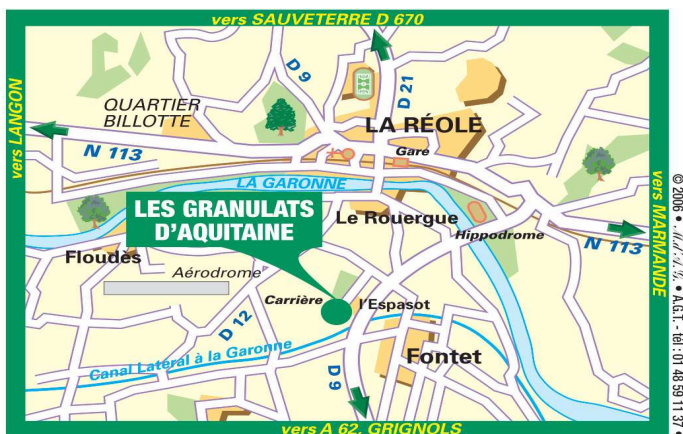 vers SAUVETERRE D 670
vers LANGON
D 9
D 21
QUARTIER
BILLOTTE
LA RÉOLE
N 113
Gare
LA GARONNE
LES GRANULATS
D'AQUITAINE
Le Rouergue
Hippodrome
N 113
vers MARMANDE
Floudès
Aérodrome
Carrière
l'Espasot
D 12
Canal Latéral à la Garonne
D 9
Fontet
vers A 62, GRIGNOLS
© 2006 • • A.G.T. - tél : 01 48 59 11 37 •